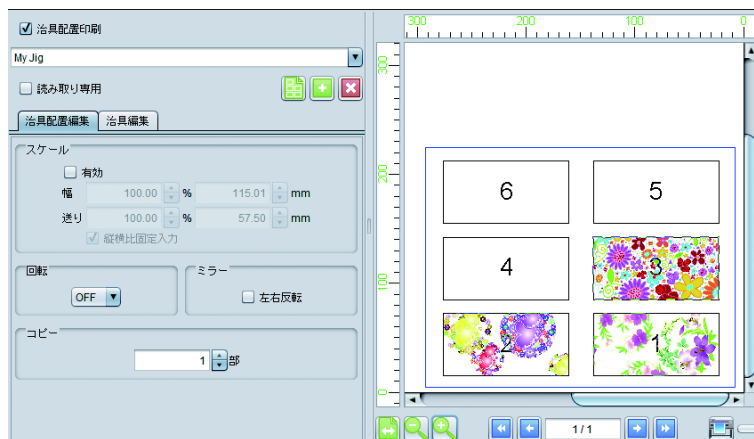 治具配置印刷
My Jig
読み取り専用
治具配置編集 治具編集
スケール
有効
幅 100.00 % 115.01 mm
送り 100.00 % 57.50 mm
縦横比固定入力
回転
OFF
ミラー
左右反転
コピー
1 部
300 200 100 0
300
200
100
0
6 5
4 3
2 1
1/1